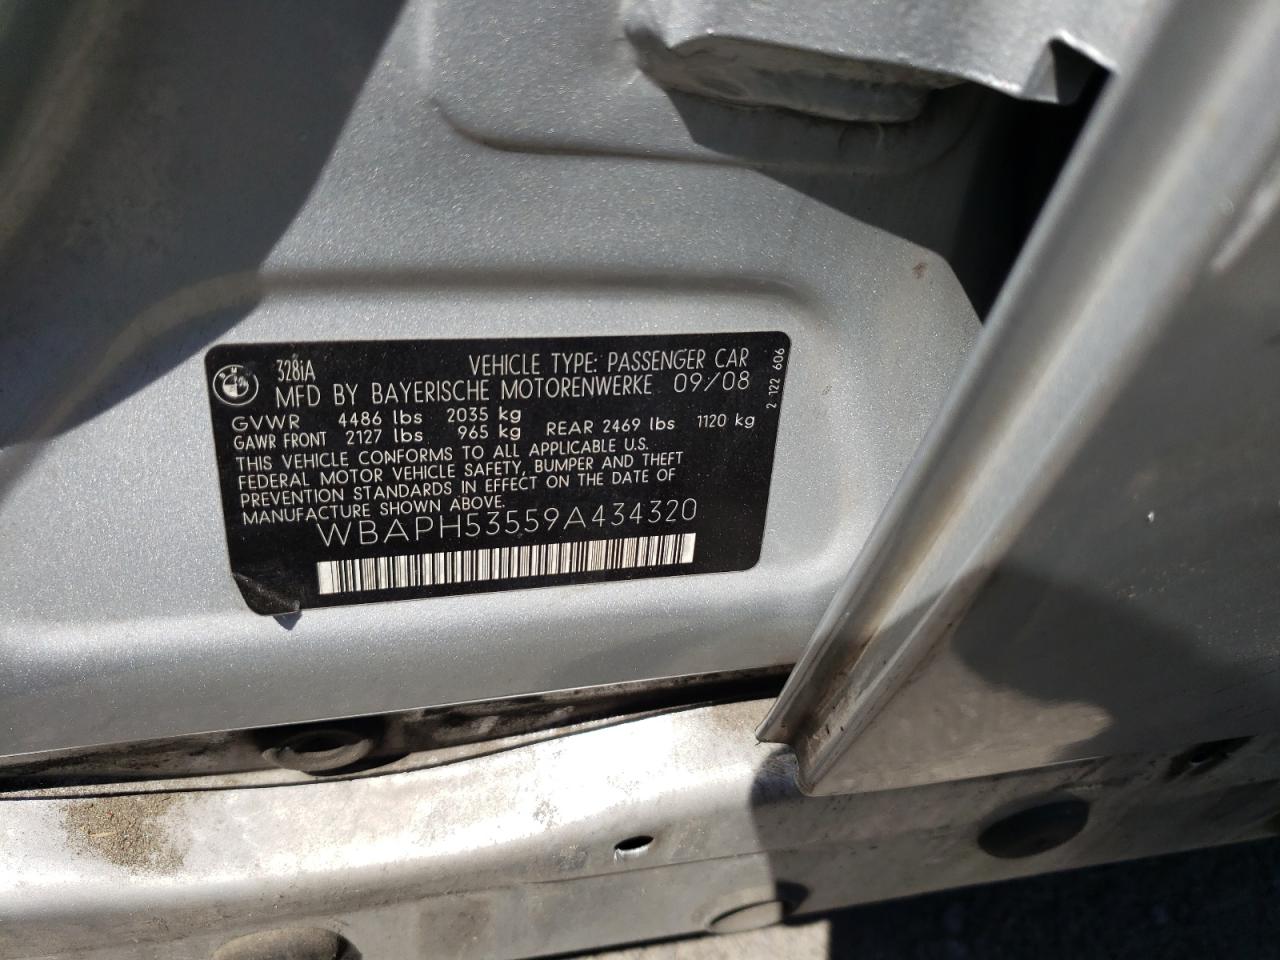 328iA VEHICLE TYPE: PASSENGER CAR
MFD BY BAYERISCHE MOTORENWERKE 09/08
GVWR 4486 lbs 2035 kg
GAWR FRONT 2127 lbs 965 kg REAR 2469 lbs 1120 kg
THIS VEHICLE CONFORMS TO ALL APPLICABLE U.S.
FEDERAL MOTOR VEHICLE SAFETY, BUMPER AND THEFT
PREVENTION STANDARDS IN EFFECT ON THE DATE OF
MANUFACTURE SHOWN ABOVE.
WBAPH53559A434320
2 122 606